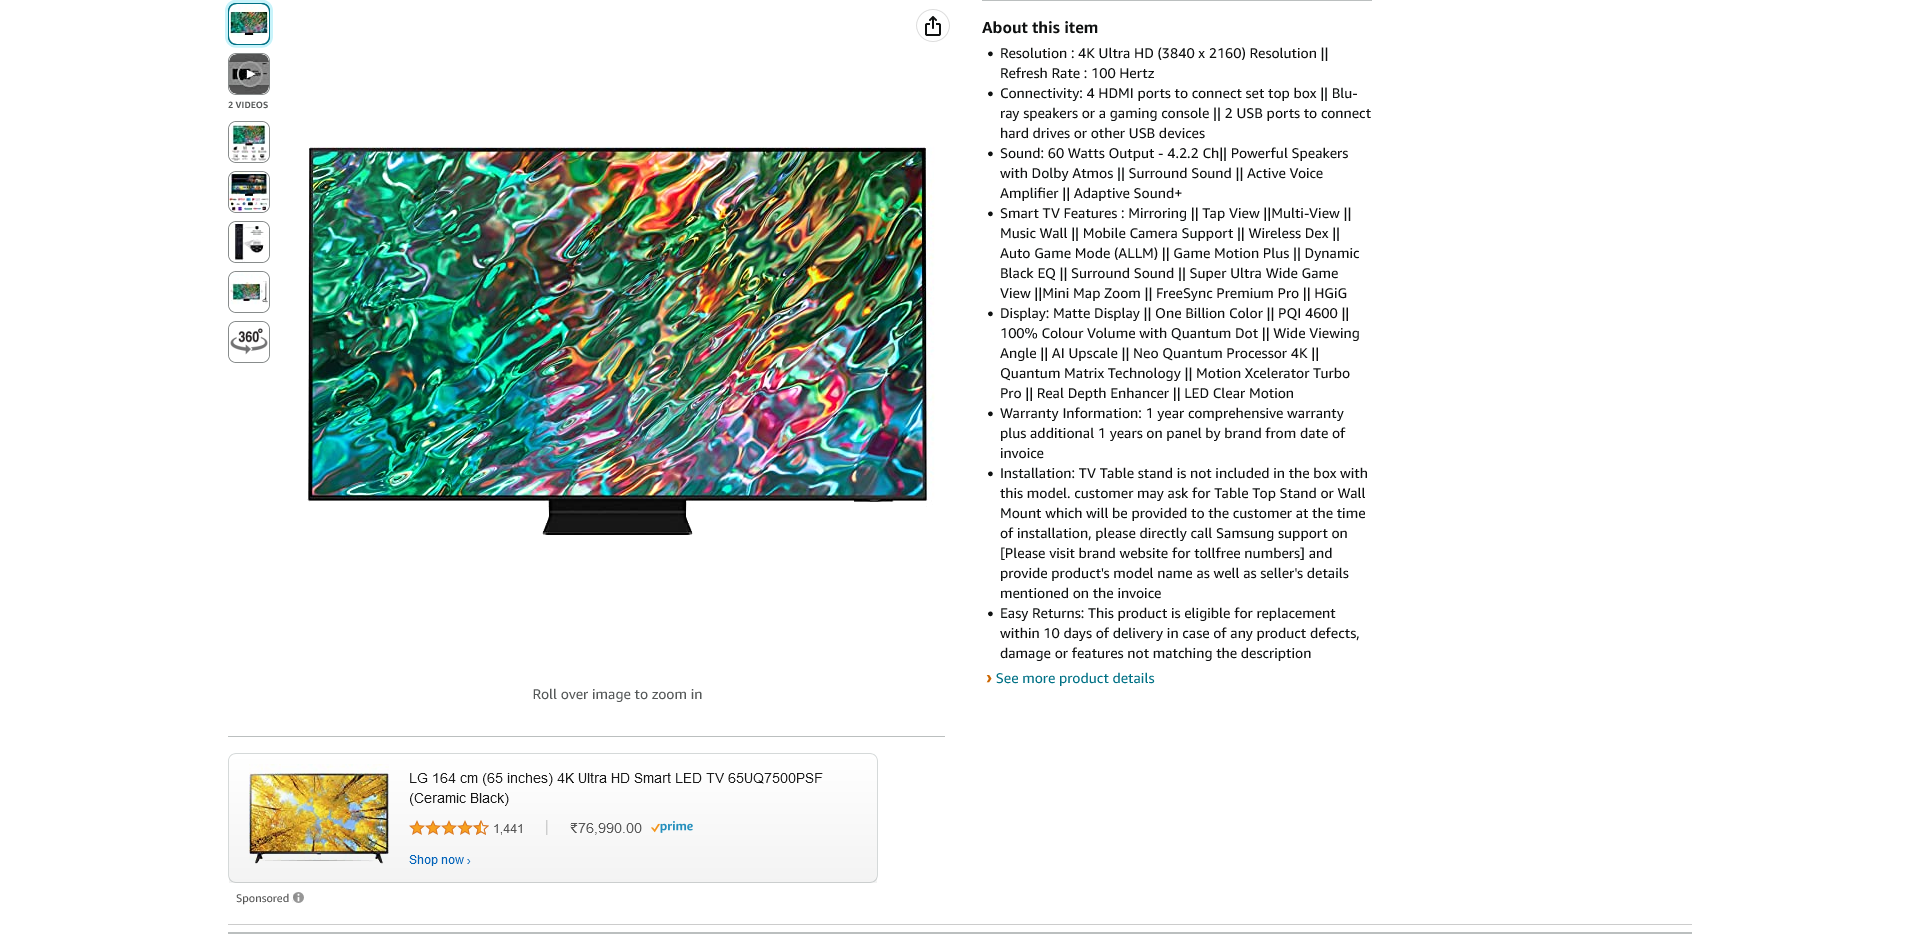 2 VIDEOS
360°
Roll over image to zoom in
About this item
Resolution : 4K Ultra HD (3840 x 2160) Resolution ||
Refresh Rate : 100 Hertz
Connectivity: 4 HDMI ports to connect set top box || Blu-
ray speakers or a gaming console || 2 USB ports to connect
hard drives or other USB devices
Sound: 60 Watts Output - 4.2.2 Ch|| Powerful Speakers
with Dolby Atmos || Surround Sound || Active Voice
Amplifier || Adaptive Sound+
Smart TV Features : Mirroring || Tap View ||Multi-View ||
Music Wall || Mobile Camera Support || Wireless Dex ||
Auto Game Mode (ALLM) || Game Motion Plus || Dynamic
Black EQ || Surround Sound || Super Ultra Wide Game
View ||Mini Map Zoom || FreeSync Premium Pro || HGiG
Display: Matte Display || One Billion Color || PQI 4600 ||
100% Colour Volume with Quantum Dot || Wide Viewing
Angle || AI Upscale || Neo Quantum Processor 4K ||
Quantum Matrix Technology || Motion Xcelerator Turbo
Pro || Real Depth Enhancer || LED Clear Motion
Warranty Information: 1 year comprehensive warranty
plus additional 1 years on panel by brand from date of
invoice
Installation: TV Table stand is not included in the box with
this model. customer may ask for Table Top Stand or Wall
Mount which will be provided to the customer at the time
of installation, please directly call Samsung support on
[Please visit brand website for tollfree numbers] and
provide product's model name as well as seller's details
mentioned on the invoice
Easy Returns: This product is eligible for replacement
within 10 days of delivery in case of any product defects,
damage or features not matching the description
› See more product details
LG 164 cm (65 inches) 4K Ultra HD Smart LED TV 65UQ7500PSF
(Ceramic Black)
1,441 | ₹76,990.00 prime
Shop now ›
Sponsored